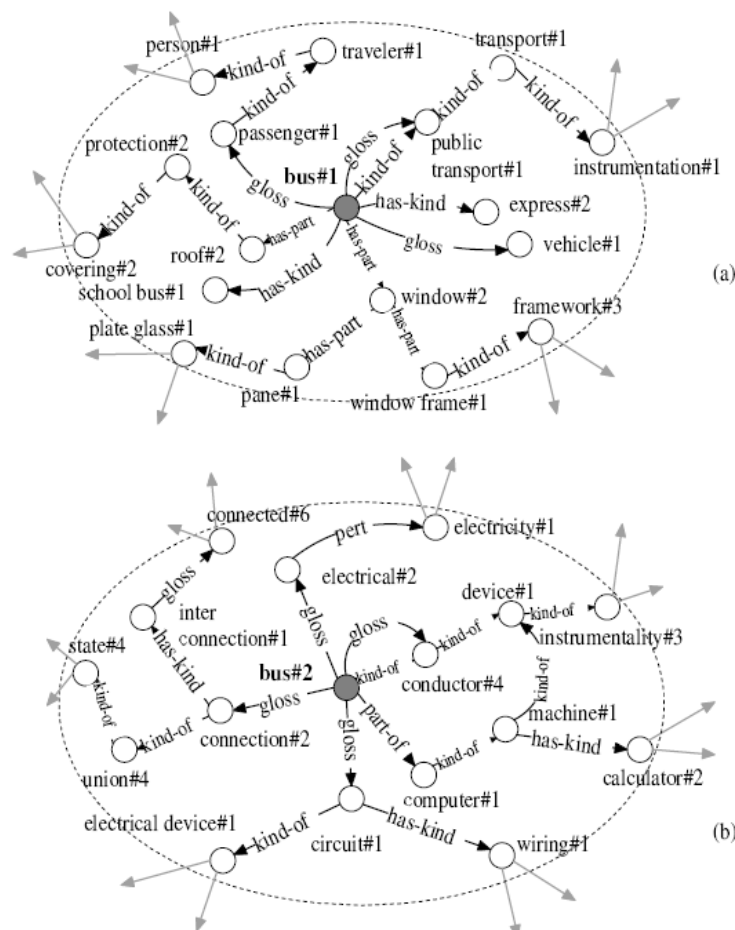 person#1
kind-of
traveler#1
transport#1
kind-of
kind-of
kind-of
passenger#1
gloss
public
transport#1
instrumentation#1
protection#2
bus#1
kind-of
gloss
has-kind
express#2
kind-of
kind-of
has-part
gloss
vehicle#1
covering#2
roof#2
has-part
(a)
school bus#1
has-kind
window#2
framework#3
plate glass#1
has-part
has-part
kind-of
kind-of
pane#1
window frame#1
connected#6
pert
electricity#1
gloss
electrical#2
device#1
inter
connection#1
gloss
gloss
kind-of
kind-of
instrumentality#3
state#4
has-kind
bus#2
kind-of
conductor#4
kind-of
kind-of
gloss
machine#1
kind-of
connection#2
gloss
part-of
kind-of
has-kind
union#4
computer#1
calculator#2
electrical device#1
kind-of
circuit#1
has-kind
wiring#1
(b)